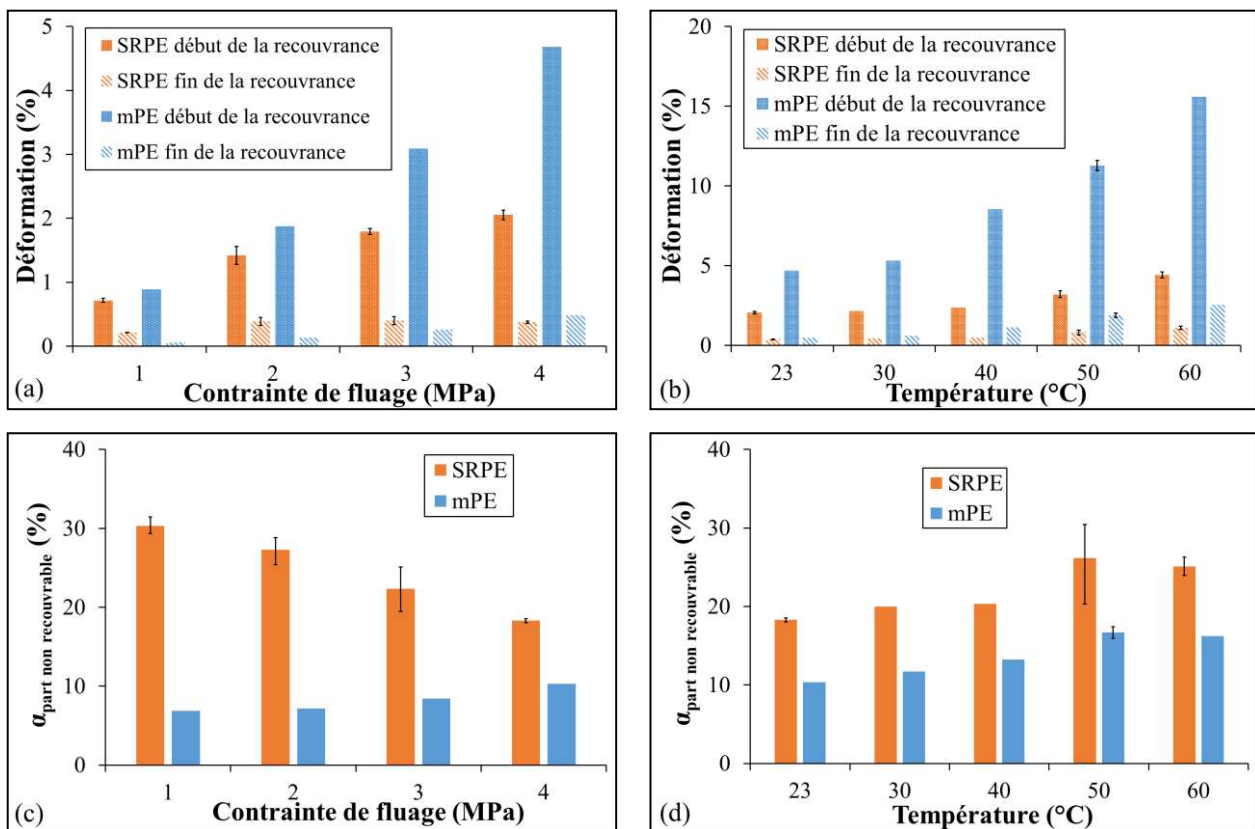 5
4
3
2
1
0
Déformation (%)
SRPE début de la recouvrance
SRPE fin de la recouvrance
mPE début de la recouvrance
mPE fin de la recouvrance
1 2 3 4
Contrainte de fluage (MPa)
(a)
20
15
10
5
0
Déformation (%)
SRPE début de la recouvrance
SRPE fin de la recouvrance
mPE début de la recouvrance
mPE fin de la recouvrance
23 30 40 50 60
Température (°C)
(b)
40
30
20
10
0
αpart non recouvrable (%)
SRPE
mPE
1 2 3 4
Contrainte de fluage (MPa)
(c)
40
30
20
10
0
αpart non recouvrable (%)
SRPE
mPE
23 30 40 50 60
Température (°C)
(d)